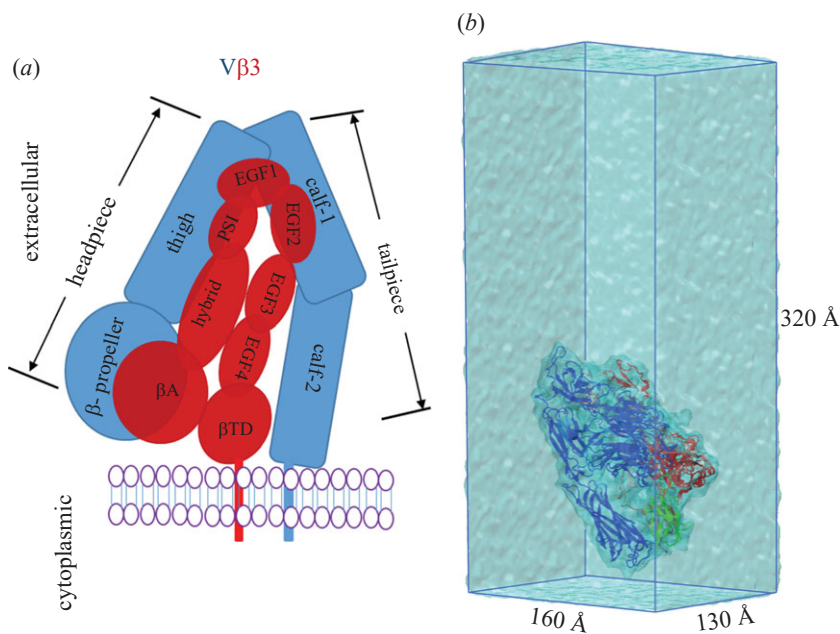 (a)
Vβ3
extracellular
headpiece
thigh
β- propeller
βA
hybrid
PSI
EGF1
EGF2
EGF3
EGF4
βTD
calf-1
calf-2
tailpiece
cytoplasmic
(b)
320 Å
160 Å
130 Å